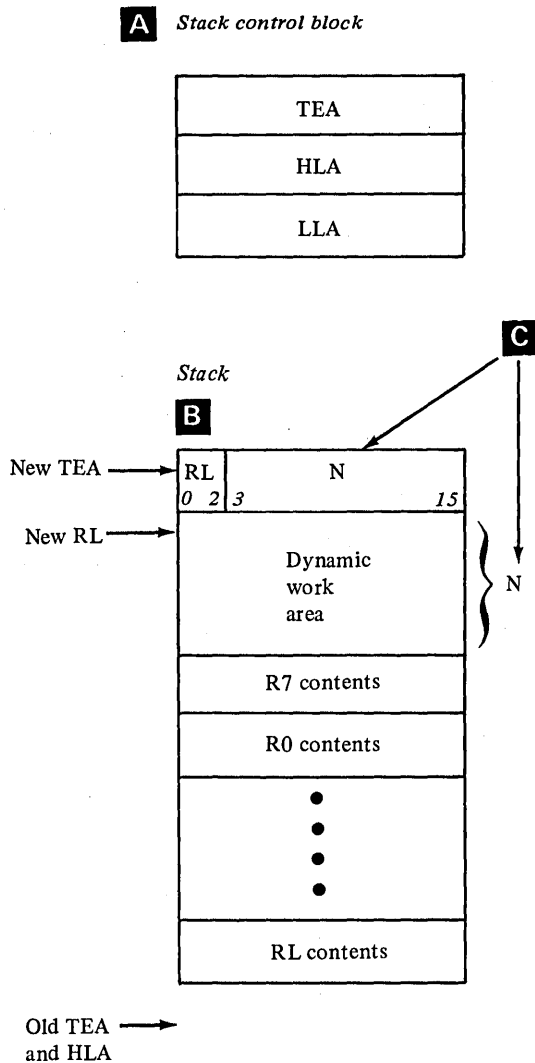 A Stack control block
TEA
HLA
LLA
C
Stack
B
New TEA
RL N
0 2 3 15
New RL
Dynamic
work
area
N
R7 contents
R0 contents
RL contents
Old TEA
and HLA